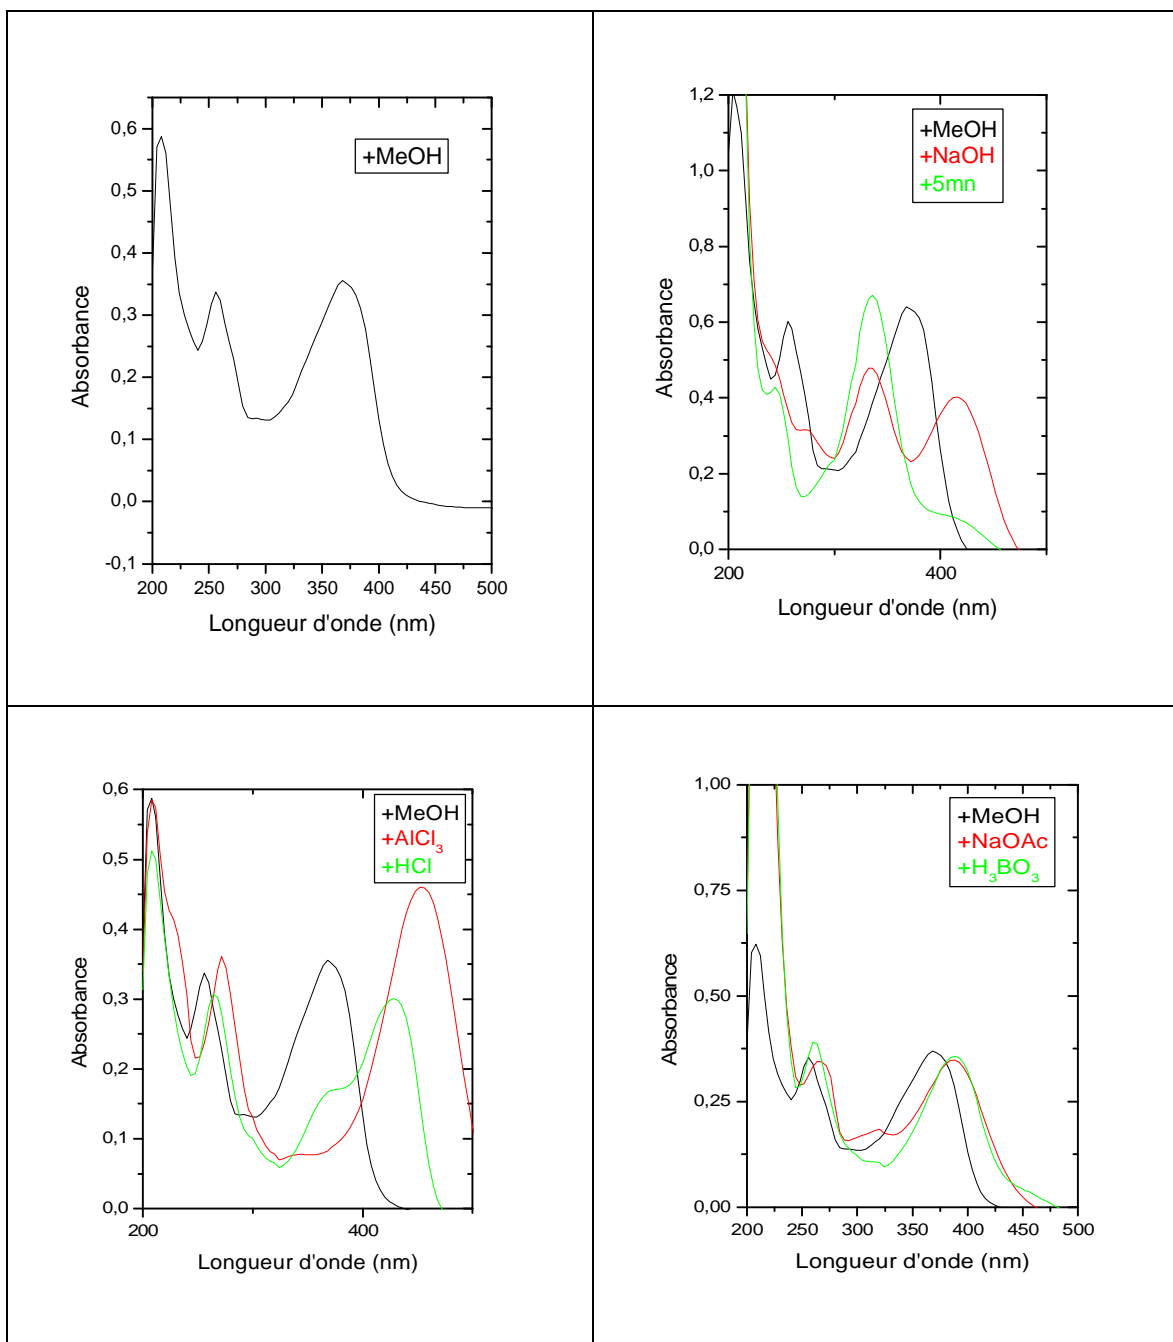 +MeOH
Absorbance
0,6
0,5
0,4
0,3
0,2
0,1
0,0
-0,1
200 250 300 350 400 450 500
Longueur d'onde (nm)
+MeOH
+NaOH
+5mn
Absorbance
1,2
1,0
0,8
0,6
0,4
0,2
0,0
200 400
Longueur d'onde (nm)
+MeOH
+AlCl3
+HCl
Absorbance
0,6
0,5
0,4
0,3
0,2
0,1
0,0
200 400
Longueur d'onde (nm)
+MeOH
+NaOAc
+H3BO3
Absorbance
1,00
0,75
0,50
0,25
0,00
200 250 300 350 400 450 500
Longueur d'onde (nm)